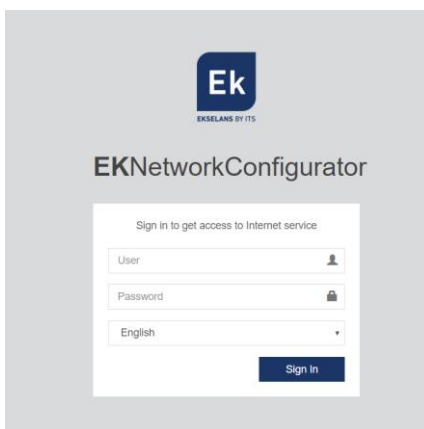 Ek
EKSELANS BY ITS
EKNetworkConfigurator
Sign in to get access to Internet service
User
Password
English
Sign In